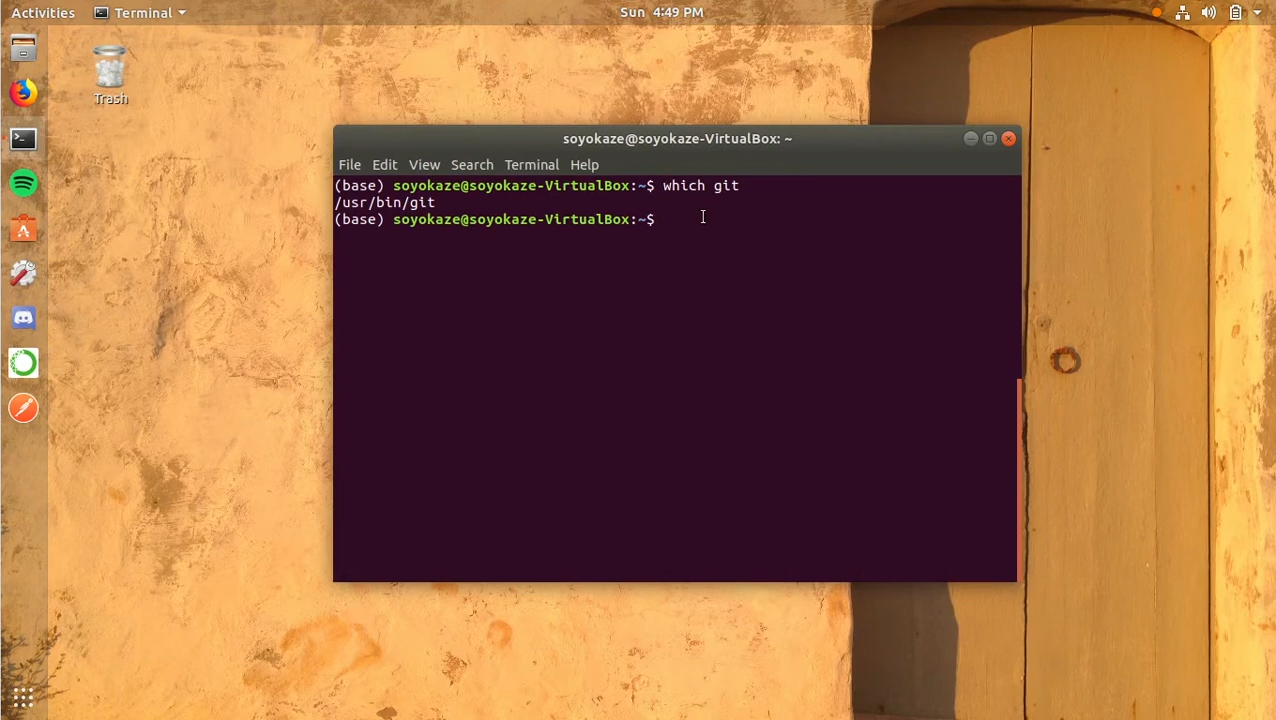 Activities Terminal Sun 4:49 PM
Trash
soyokaze@soyokaze-VirtualBox: ~
File Edit View Search Terminal Help
(base) soyokaze@soyokaze-VirtualBox:~$ which git
/usr/bin/git
(base) soyokaze@soyokaze-VirtualBox:~$